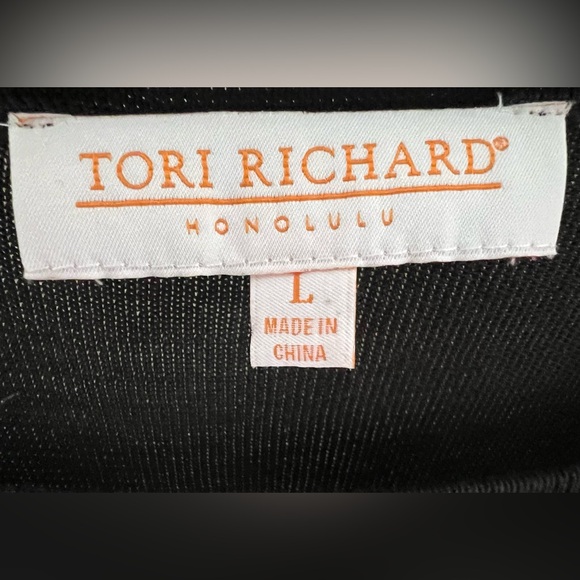 TORI RICHARD®
HONOLULU
L
MADE IN
CHINA